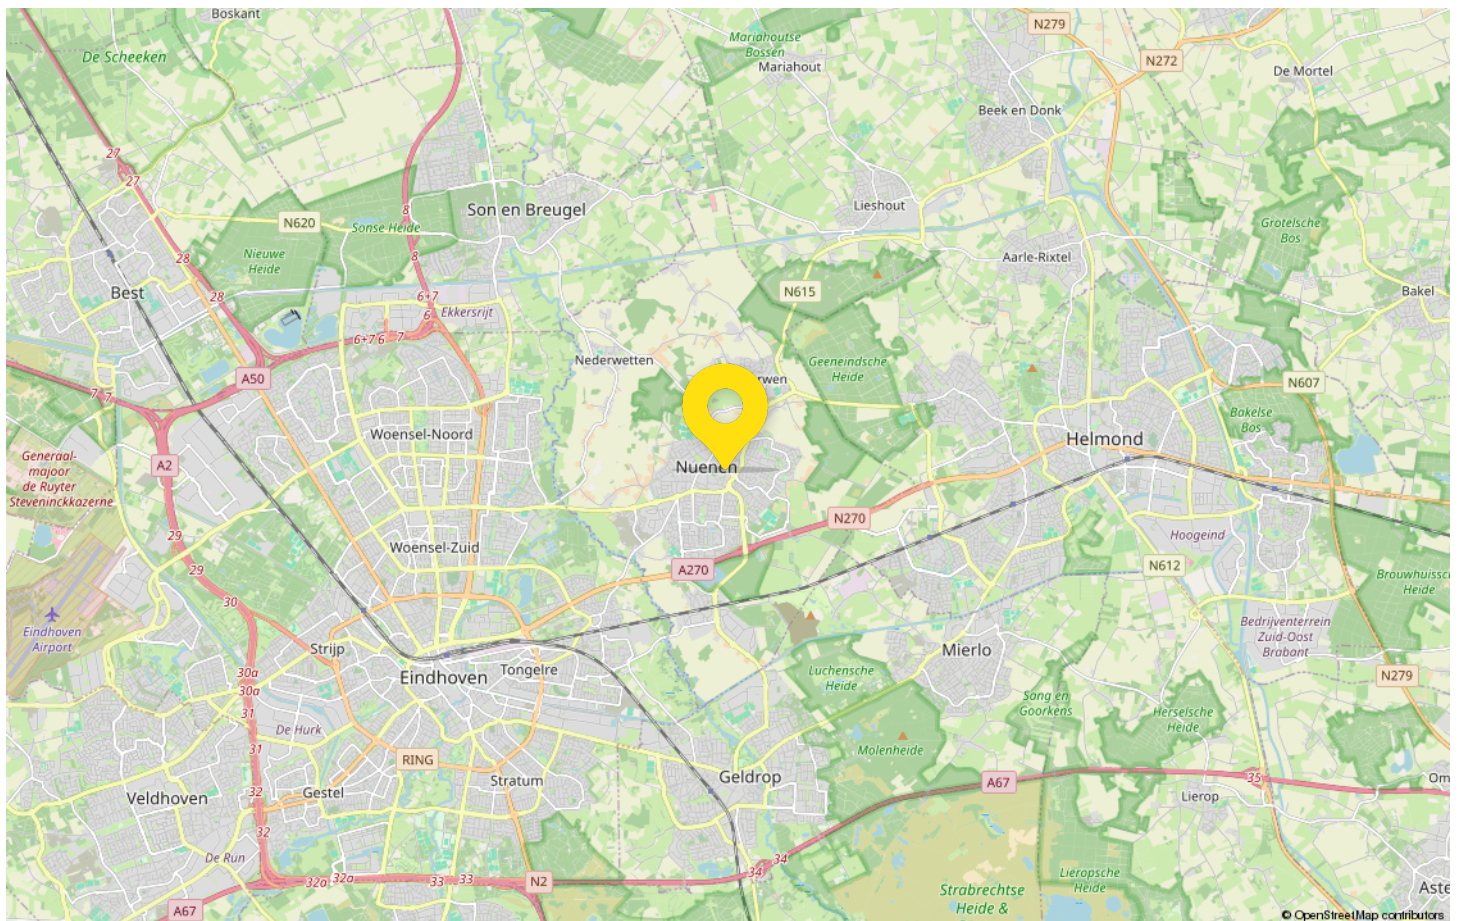 Boskant
N279
De Scheeken
Mariahoutse
Bossen
Mariahout
N272
De Mortel
Beek en Donk
27
27
8
Son en Breugel
N620
Sonse Heide
Lieshout
Grotelsche
Bos
28
Nieuwe
Heide
8
Aarle-Rixtel
Best
28
6+7
N615
Bakel
6
Ekkersrijt
6+7 6
7
Nederwetten
Geeneindsche
Heide
A50
rwen
N607
7
7
Bakelse
Bos
Woensel-Noord
Helmond
Generaal-
majoor
de Ruyter
Steveninckkazerne
A2
Nuenen
N270
29
Hoogeind
Woensel-Zuid
29
A270
N612
Brouwhuissc
Heide
30
Eindhoven
Airport
Bedrijventerrein
Zuid-Oost
Brabant
Strijp
Mierlo
30a
Eindhoven
Tongelre
Luchensche
Heide
N279
30a
Sang en
Goorkens
31
De Hurk
Herselsche
Heide
31
RING
Molenheide
Geldrop
Stratum
A67
35
Om
32
Gestel
Veldhoven
Lierop
32
De Run
34
34
32a
32a
33
33
N2
Lieropsche
Heide
Aste
A67
Strabrechtse
Heide &
© OpenStreetMap contributors